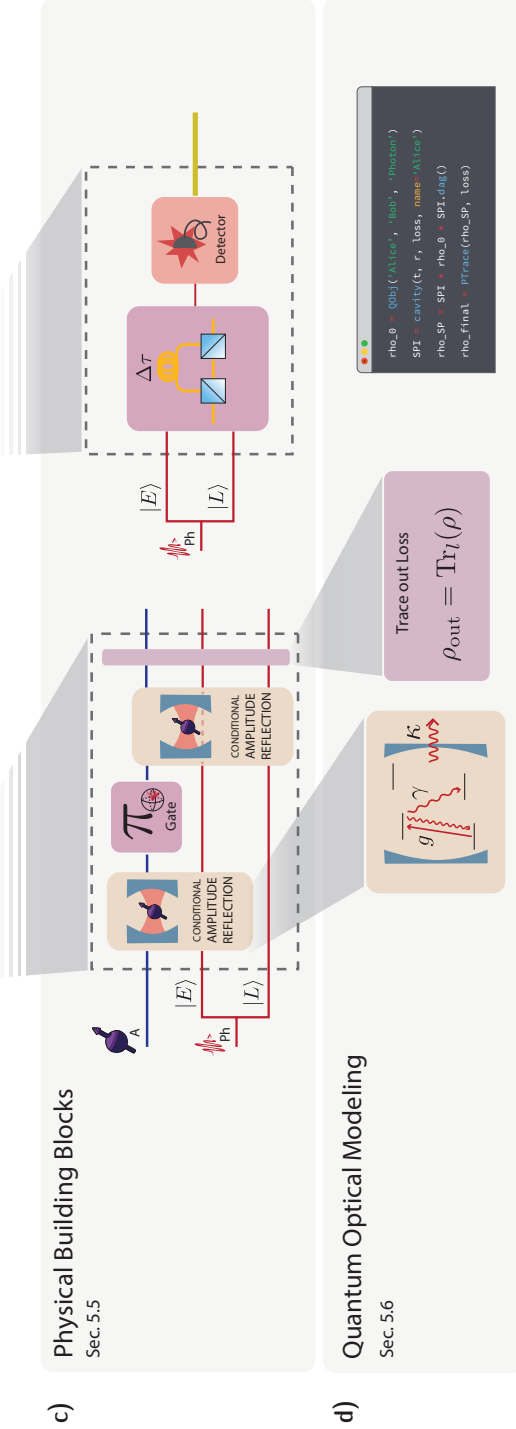 c)
Physical Building Blocks
Sec. 5.5
A
Ph
|E⟩
|L⟩
CONDITIONAL
AMPLITUDE
REFLECTION
π
Gate
CONDITIONAL
AMPLITUDE
REFLECTION
Ph
|E⟩
|L⟩
Δτ
Detector
d)
Quantum Optical Modeling
Sec. 5.6
g
γ
κ
Trace out Loss
ρout = Trl(ρ)
rho_0 = QObj('Alice', 'Bob', 'Photon')
SPI = cavity(t, r, loss, name='Alice')
rho_SP = SPI * rho_0 * SPI.dag()
rho_final = PTrace(rho_SP, loss)